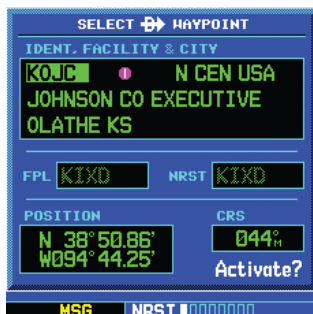 SELECT D WAYPOINT
IDENT, FACILITY & CITY
KOJC N CEN USA
JOHNSON CO EXECUTIVE
OLATHE KS
FPL KIXD NRST KIXD
POSITION CRS
N 38°50.86' 044°M
W094°44.25'
Activate?
MSG NRST